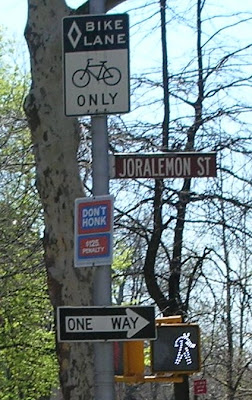 BIKE
LANE
ONLY
JORALEMON ST
DON'T
HONK
$125
PENALTY
ONE WAY